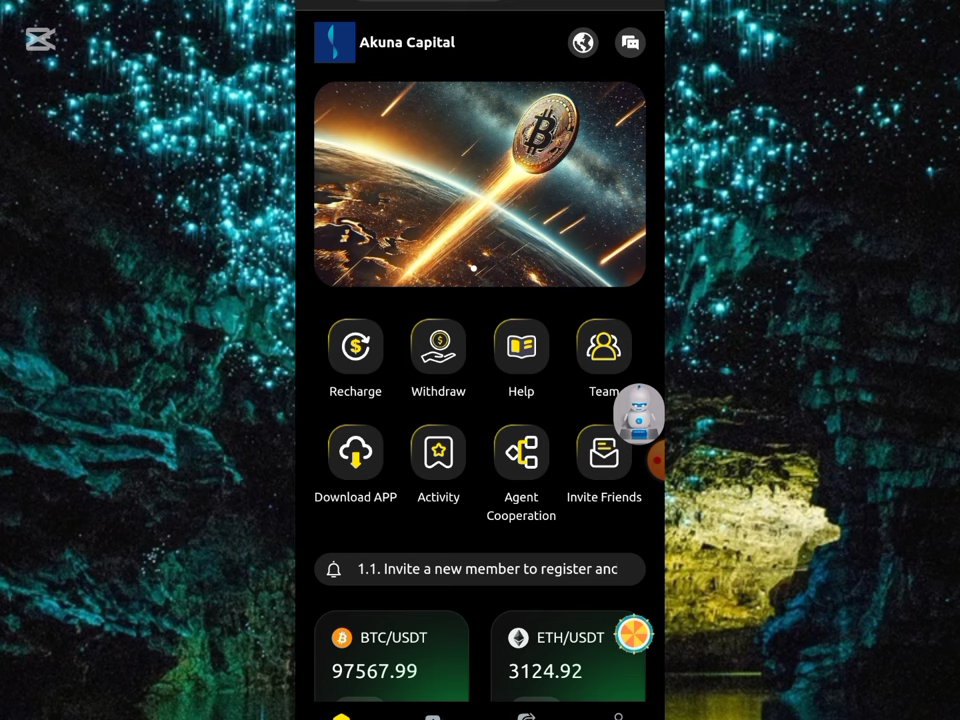 Akuna Capital
Recharge
Withdraw
Help
Team
Download APP
Activity
Agent
Cooperation
Invite Friends
1.1. Invite a new member to register anc
BTC/USDT
97567.99
ETH/USDT
3124.92